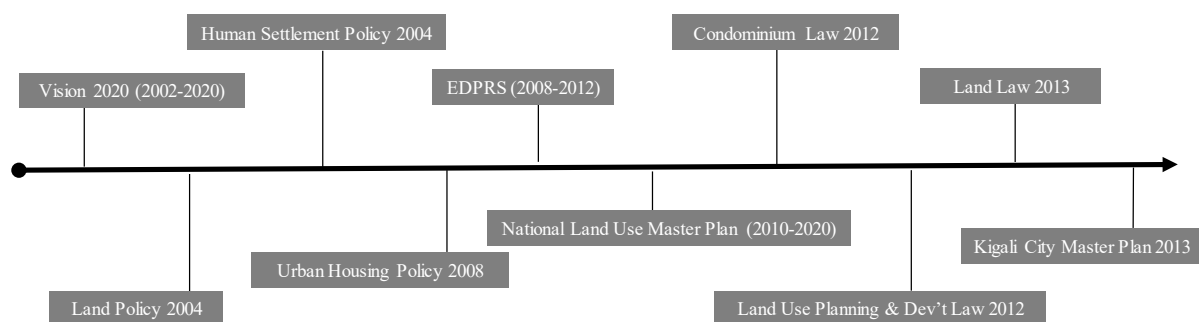 Human Settlement Policy 2004
Condominium Law 2012
Vision 2020 (2002-2020)
EDPRS (2008-2012)
Land Law 2013
National Land Use Master Plan (2010-2020)
Kigali City Master Plan 2013
Urban Housing Policy 2008
Land Policy 2004
Land Use Planning & Dev’t Law 2012